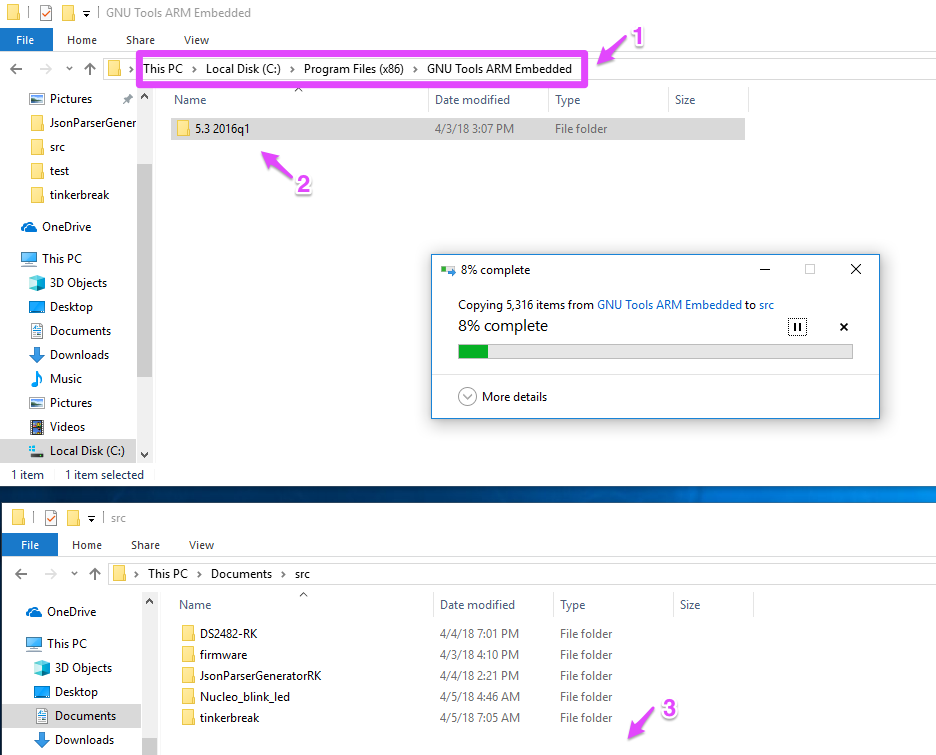 GNU Tools ARM Embedded
File Home Share View
This PC Local Disk (C:) Program Files (x86) GNU Tools ARM Embedded
1
Pictures
JsonParserGener
src
test
tinkerbreak
OneDrive
This PC
3D Objects
Desktop
Documents
Downloads
Music
Pictures
Videos
Local Disk (C:)
Name Date modified Type Size
5.3 2016q1 4/3/18 3:07 PM File folder
2
8% complete
Copying 5,316 items from GNU Tools ARM Embedded to src
8% complete
More details
1 item 1 item selected
src
File Home Share View
This PC Documents src
OneDrive
This PC
3D Objects
Desktop
Documents
Downloads
Name Date modified Type Size
DS2482-RK 4/4/18 7:01 PM File folder
firmware 4/3/18 4:10 PM File folder
JsonParserGeneratorRK 4/4/18 2:21 PM File folder
Nucleo_blink_led 4/5/18 4:46 AM File folder
tinkerbreak 4/5/18 7:05 AM File folder
3